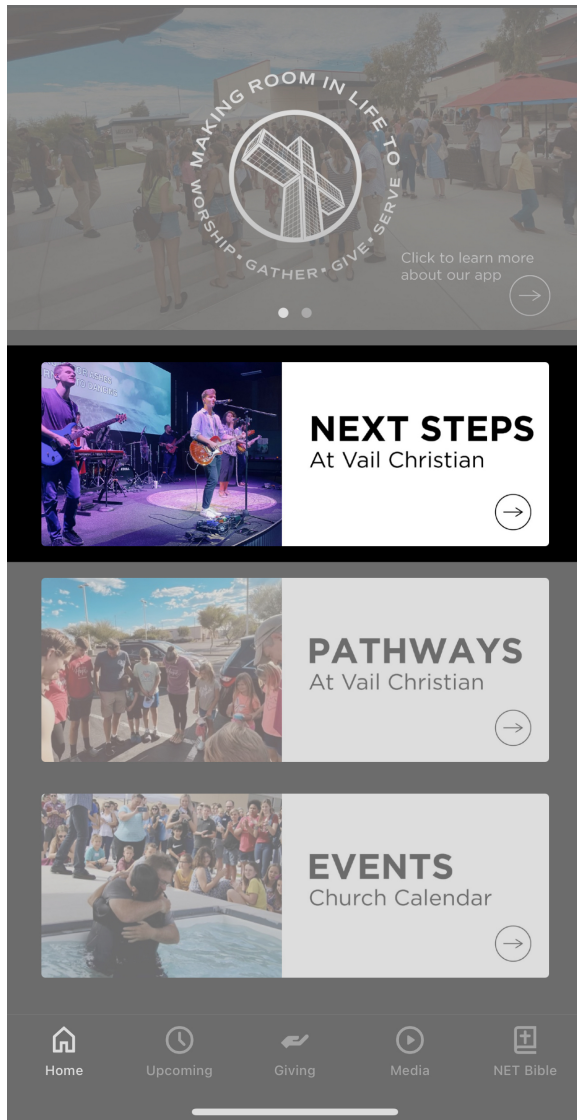 MAKING ROOM IN LIFE TO
WORSHIP • GATHER • GIVE • SERVE
Click to learn more
about our app
NEXT STEPS
At Vail Christian
PATHWAYS
At Vail Christian
EVENTS
Church Calendar
Home
Upcoming
Giving
Media
NET Bible